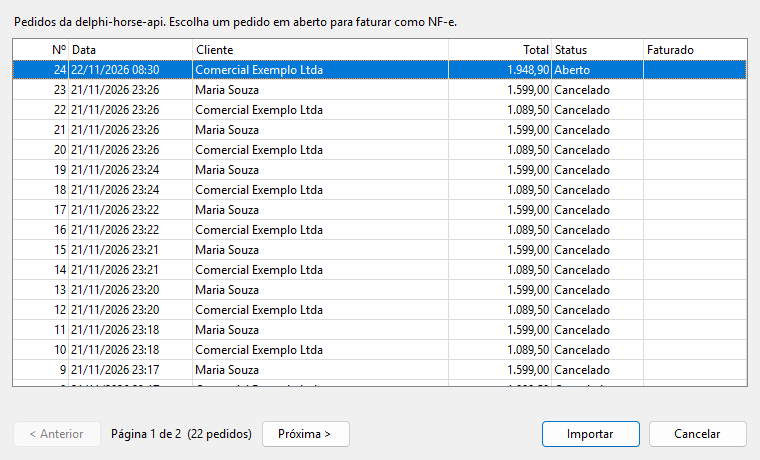 Pedidos da delphi-horse-api. Escolha um pedido em aberto para faturar como NF-e.
Nº Data Cliente Total Status Faturado
24 22/11/2026 08:30 Comercial Exemplo Ltda 1.948,90 Aberto
23 21/11/2026 23:26 Maria Souza 1.599,00 Cancelado
22 21/11/2026 23:26 Comercial Exemplo Ltda 1.089,50 Cancelado
21 21/11/2026 23:26 Maria Souza 1.599,00 Cancelado
20 21/11/2026 23:26 Comercial Exemplo Ltda 1.089,50 Cancelado
19 21/11/2026 23:24 Maria Souza 1.599,00 Cancelado
18 21/11/2026 23:24 Comercial Exemplo Ltda 1.089,50 Cancelado
17 21/11/2026 23:22 Maria Souza 1.599,00 Cancelado
16 21/11/2026 23:22 Comercial Exemplo Ltda 1.089,50 Cancelado
15 21/11/2026 23:21 Maria Souza 1.599,00 Cancelado
14 21/11/2026 23:21 Comercial Exemplo Ltda 1.089,50 Cancelado
13 21/11/2026 23:20 Maria Souza 1.599,00 Cancelado
12 21/11/2026 23:20 Comercial Exemplo Ltda 1.089,50 Cancelado
11 21/11/2026 23:18 Maria Souza 1.599,00 Cancelado
10 21/11/2026 23:18 Comercial Exemplo Ltda 1.089,50 Cancelado
9 21/11/2026 23:17 Maria Souza 1.599,00 Cancelado
< Anterior Página 1 de 2 (22 pedidos) Próxima > Importar Cancelar